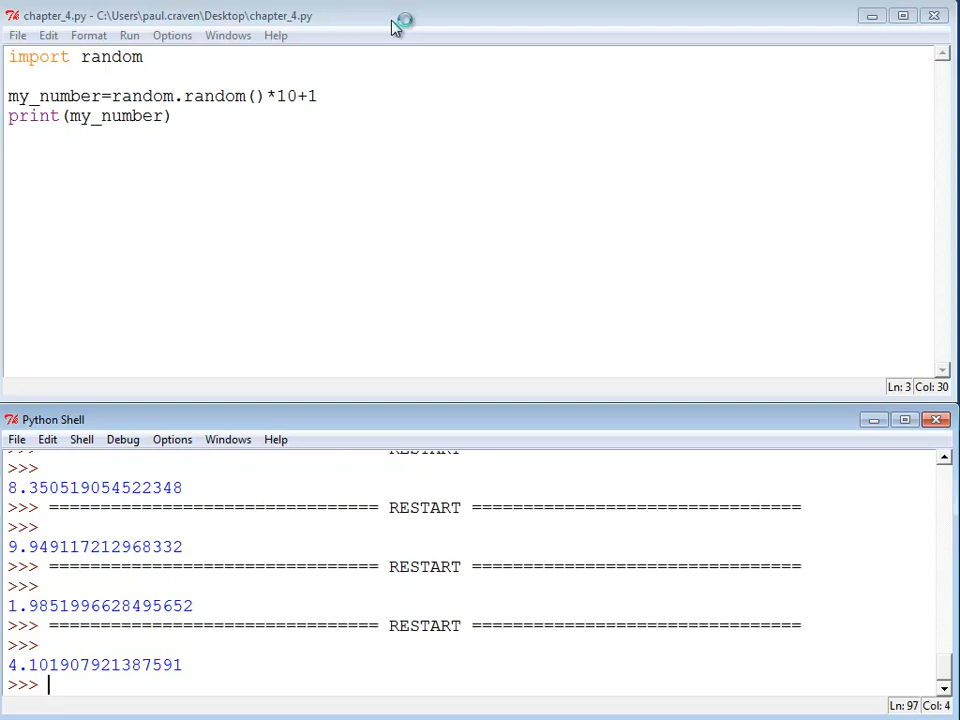 chapter_4.py - C:\Users\paul.craven\Desktop\chapter_4.py
File Edit Format Run Options Windows Help
import random
my_number=random.random()*10+1
print(my_number)
Ln: 3 Col: 30
Python Shell
File Edit Shell Debug Options Windows Help
>>> RESTART
>>>
8.350519054522348
>>> ================================ RESTART ================================
>>>
9.949117212968332
>>> ================================ RESTART ================================
>>>
1.9851996628495652
>>> ================================ RESTART ================================
>>>
4.101907921387591
>>>
Ln: 97 Col: 4